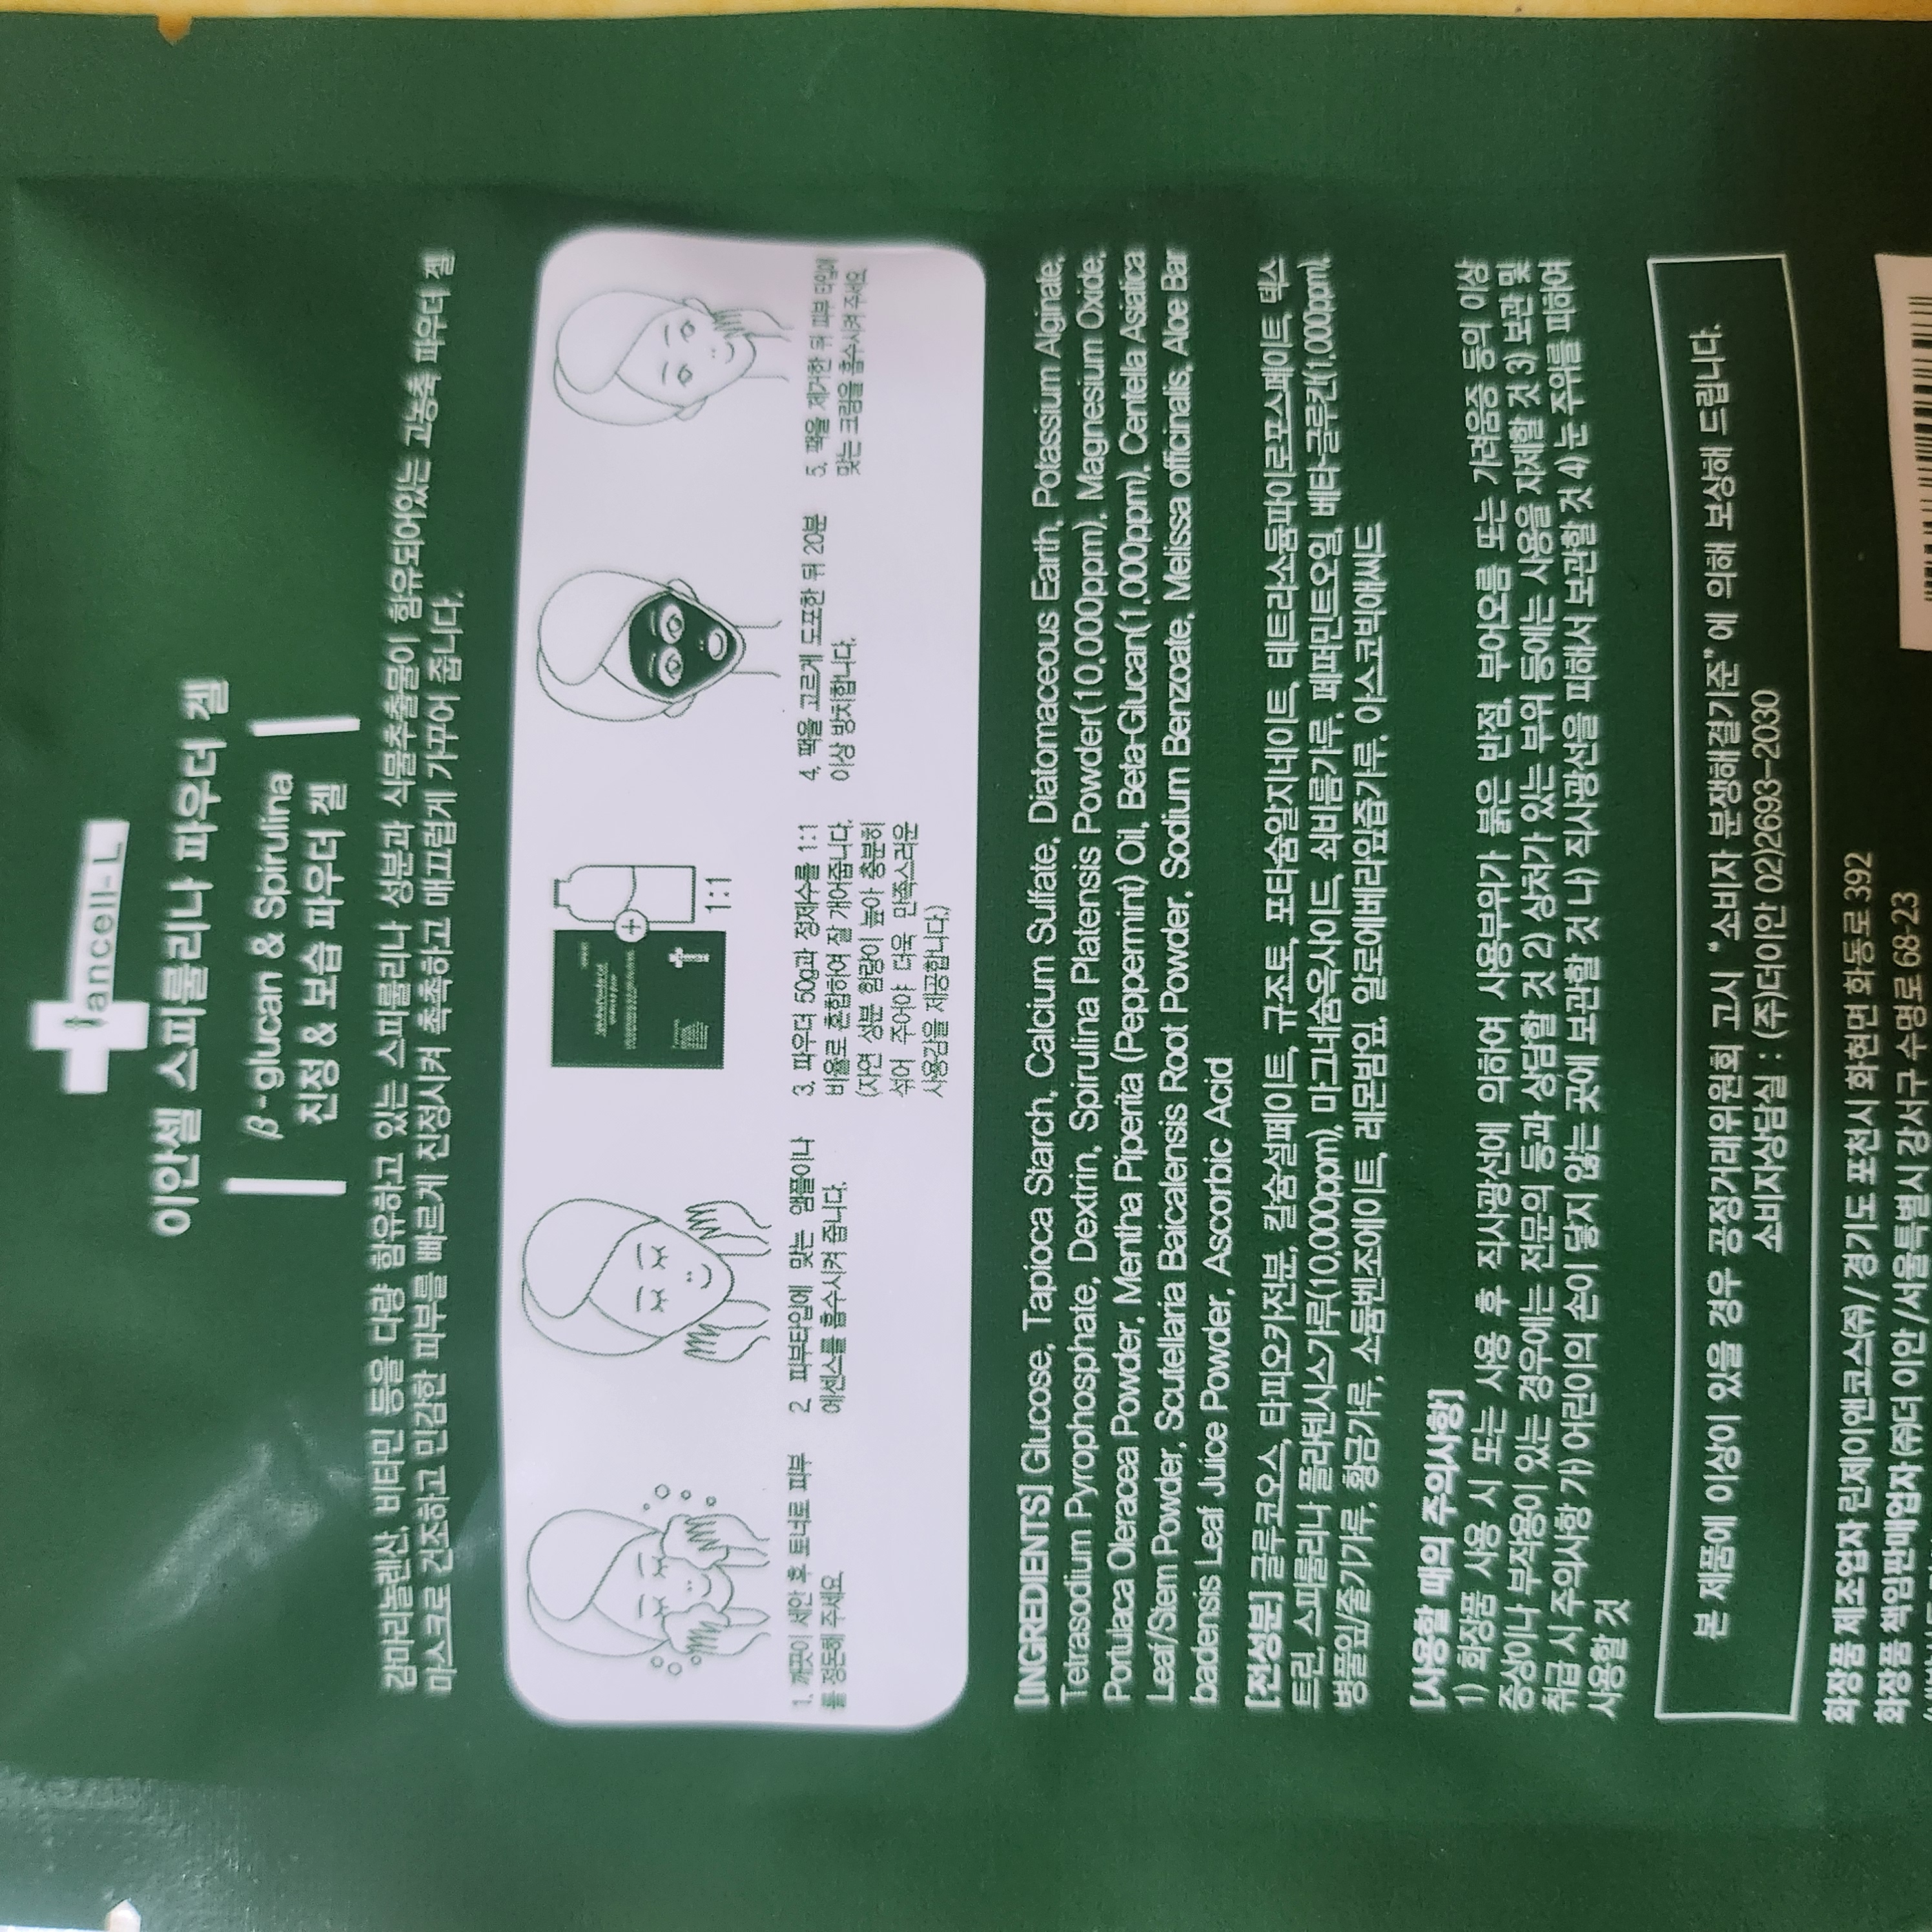 iancell-L
이안셀 스피룰리나 파우더 겔
β-glucan & Spirulina
진정 & 보습 파우더 겔
감마리놀렌산, 비타민 등을 다량 함유하고 있는 스피룰리나 성분과 식물추출물이 함유되어있는 고농축 파우더 겔
마스크로 건조하고 민감한 피부를 빠르게 진정시켜 촉촉하고 매끄럽게 가꾸어 줍니다.
1. 깨끗이 세안 후 토너로 피부
를 정돈해 주세요.
2. 피부타입에 맞는 앰플이나
에센스를 흡수시켜 줍니다.
1:1
3. 파우더 50g과 정제수를 1:1
비율로 혼합하여 잘 개어줍니다.
(자연 성분 함량이 높아 충분히
섞어 주어야 더욱 만족스러운
사용감을 제공합니다.)
4. 팩을 고르게 도포한 뒤 20분
이상 방치합니다.
5. 팩을 제거한 뒤 피부 타입에
맞는 크림을 흡수시켜 주세요.
[INGREDIENTS] Glucose, Tapioca Starch, Calcium Sulfate, Diatomaceous Earth, Potassium Alginate,
Tetrasodium Pyrophosphate, Dextrin, Spirulina Platensis Powder(10,000ppm), Magnesium Oxide,
Portulaca Oleracea Powder, Mentha Piperita (Peppermint) Oil, Beta-Glucan(1,000ppm), Centella Asiatica
Leaf/Stem Powder, Scutellaria Baicalensis Root Powder, Sodium Benzoate, Melissa officinalis, Aloe Bar
badensis Leaf Juice Powder, Ascorbic Acid
[전성분] 글루코오스, 타피오카전분, 칼슘설페이트, 규조토, 포타슘알지네이트, 테트라소듐파이로포스페이트, 덱스
트린, 스피룰리나 플라텐시스가루(10,000ppm), 마그네슘옥사이드, 쇠비름가루, 페퍼민트오일, 베타-글루칸(1,000ppm),
병풀잎/줄기가루, 황금가루, 소듐벤조에이트, 레몬밤잎, 알로에베라잎즙가루, 아스코빅애씨드
[사용할 때의 주의사항]
1) 화장품 사용 시 또는 사용 후 직사광선에 의하여 사용부위가 붉은 반점, 부어오름 또는 가려움증 등의 이상
증상이나 부작용이 있는 경우에는 전문의 등과 상담할 것 2) 상처가 있는 부위 등에는 사용을 자제할 것 3) 보관 및
취급 시 주의사항 가) 어린이의 손이 닿지 않는 곳에 보관할 것 나) 직사광선을 피해서 보관할 것 4) 눈 주위를 피하여
사용할 것
본 제품에 이상이 있을 경우 공정거래위원회 고시 "소비자 분쟁해결기준"에 의해 보상해 드립니다.
소비자상담실 : (주)더이안 02)2693-2030
화장품 제조업자 린제이앤코스(주) / 경기도 포천시 화현면 화동로 392
화장품 책임판매업자 (주)더 이안 / 서울특별시 강서구 수명로 68-23